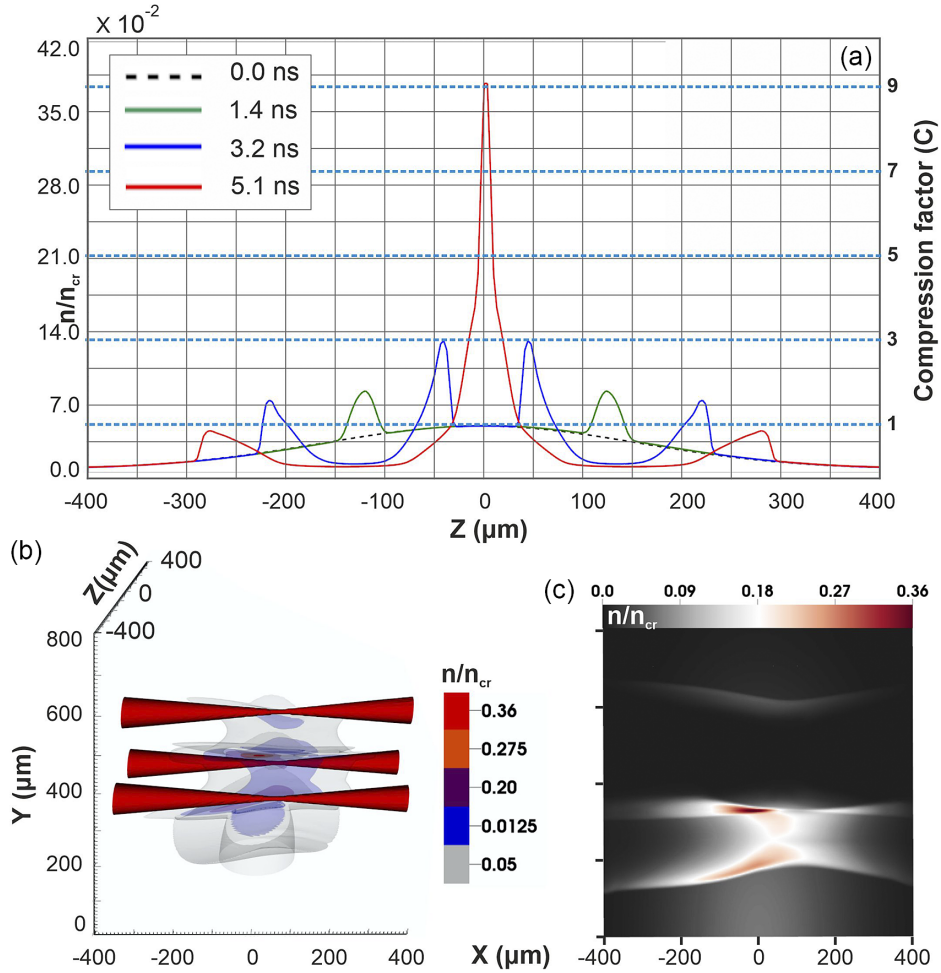 X 10⁻²
(a)
42.0
35.0
28.0
21.0
14.0
7.0
0.0
n/n_cr
0.0 ns
1.4 ns
3.2 ns
5.1 ns
9
7
5
3
1
Compression factor (C)
-400 -300 -200 -100 0 50 100 200 300 400
Z (µm)
(b)
Z(µm)
400
0
-400
800
600
400
200
0
Y (µm)
-400 -200 0 200 400
X (µm)
n/n_cr
0.36
0.275
0.20
0.0125
0.05
(c)
0.0 0.09 0.18 0.27 0.36
n/n_cr
-400 -200 0 200 400